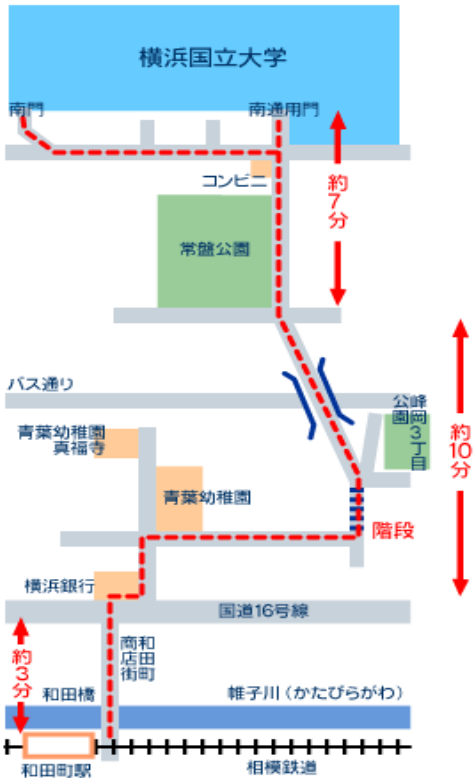 横浜国立大学
南門
南通用門
コンビニ
約7分
常盤公園
バス通り
公園
峰岡3丁目
約10分
青葉幼稚園
真福寺
青葉幼稚園
階段
横浜銀行
国道16号線
約3分
和田町
商店街
和田橋
帷子川(かたびらがわ)
和田町駅
相模鉄道